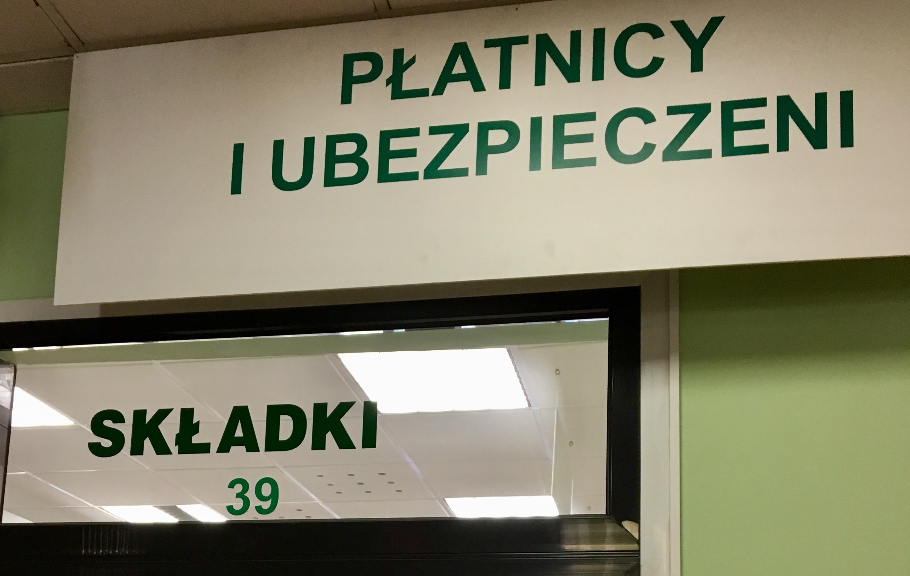 PŁATNICY
I UBEZPIECZENI
SKŁADKI
39